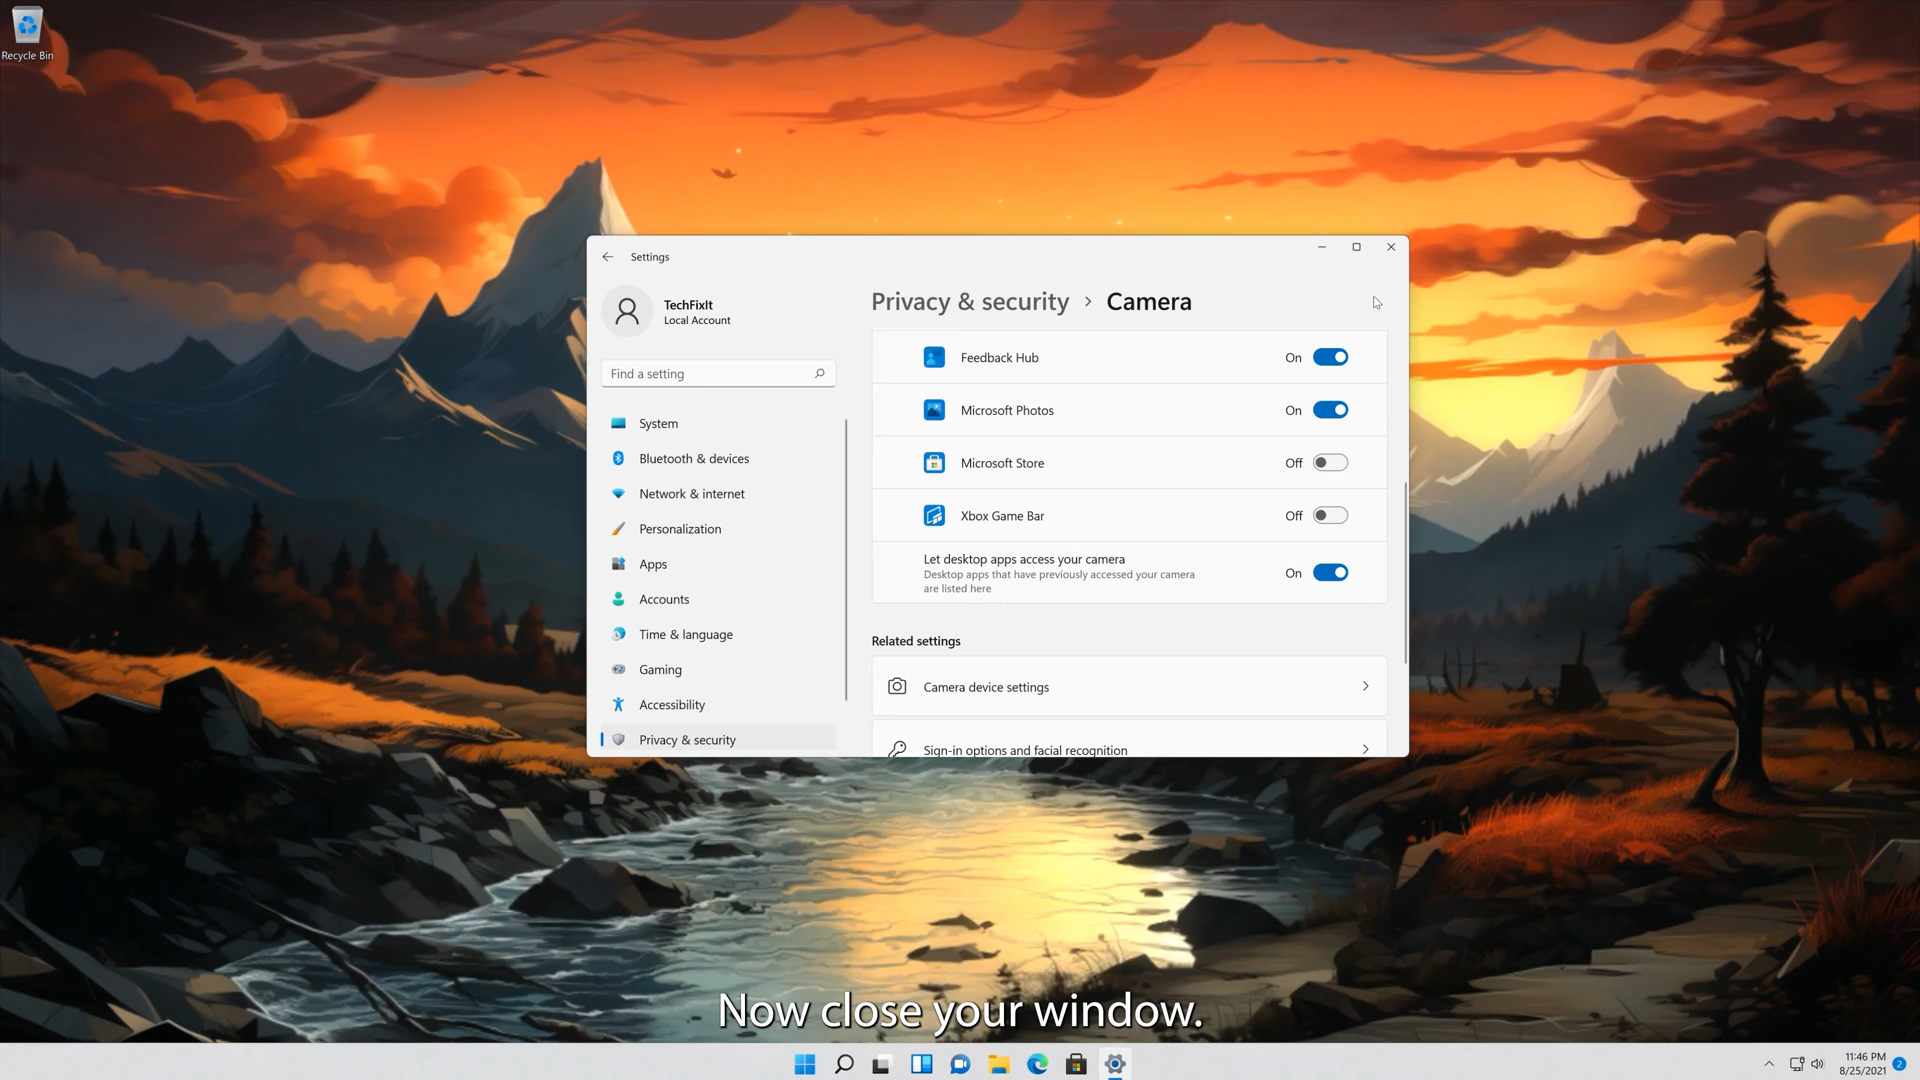 Recycle Bin
Settings
TechFixIt
Local Account
Find a setting
System
Bluetooth & devices
Network & internet
Personalization
Apps
Accounts
Time & language
Gaming
Accessibility
Privacy & security
Privacy & security > Camera
Feedback Hub On
Microsoft Photos On
Microsoft Store Off
Xbox Game Bar Off
Let desktop apps access your camera
Desktop apps that have previously accessed your camera
are listed here
On
Related settings
Camera device settings
Sign-in options and facial recognition
Now close your window.
11:46 PM
8/25/2021
2